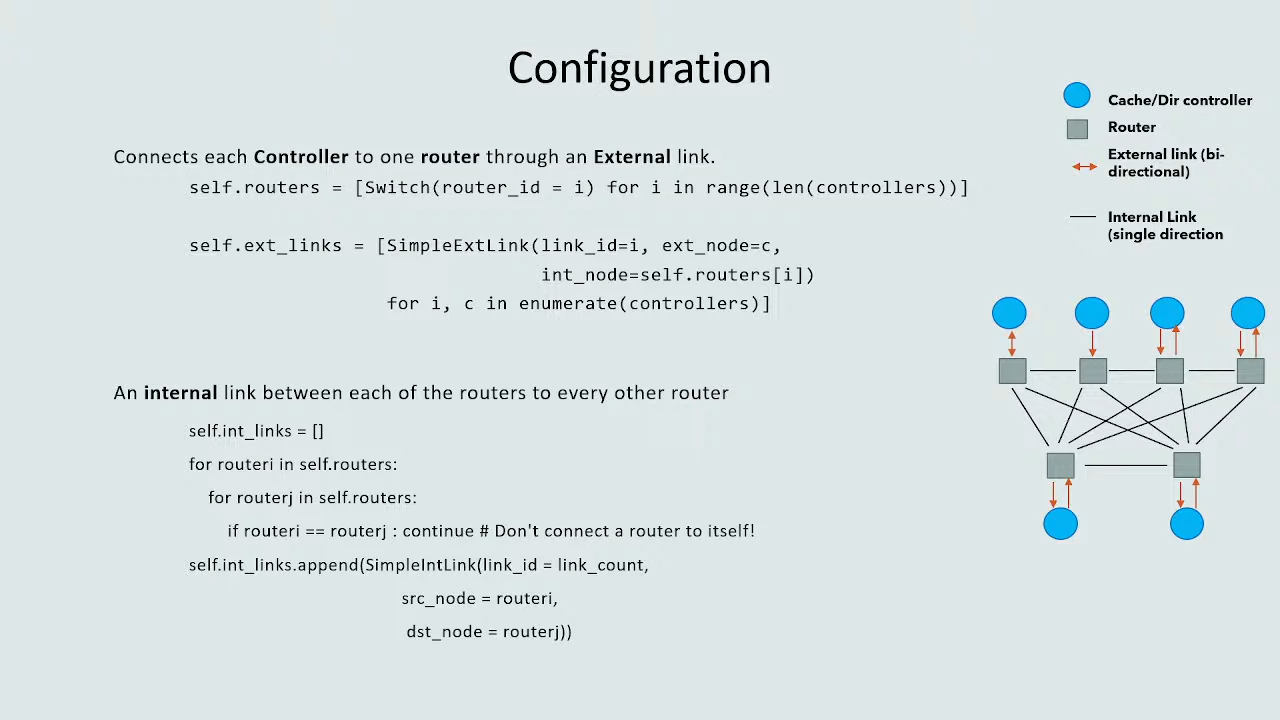 Configuration
Connects each Controller to one router through an External link.
self.routers = [Switch(router_id = i) for i in range(len(controllers))]
self.ext_links = [SimpleExtLink(link_id=i, ext_node=c,
int_node=self.routers[i])
for i, c in enumerate(controllers)]
An internal link between each of the routers to every other router
self.int_links = []
for routeri in self.routers:
for routerj in self.routers:
if routeri == routerj : continue # Don't connect a router to itself!
self.int_links.append(SimpleIntLink(link_id = link_count,
src_node = routeri,
dst_node = routerj))
Cache/Dir controller
Router
External link (bi-
directional)
Internal Link
(single direction